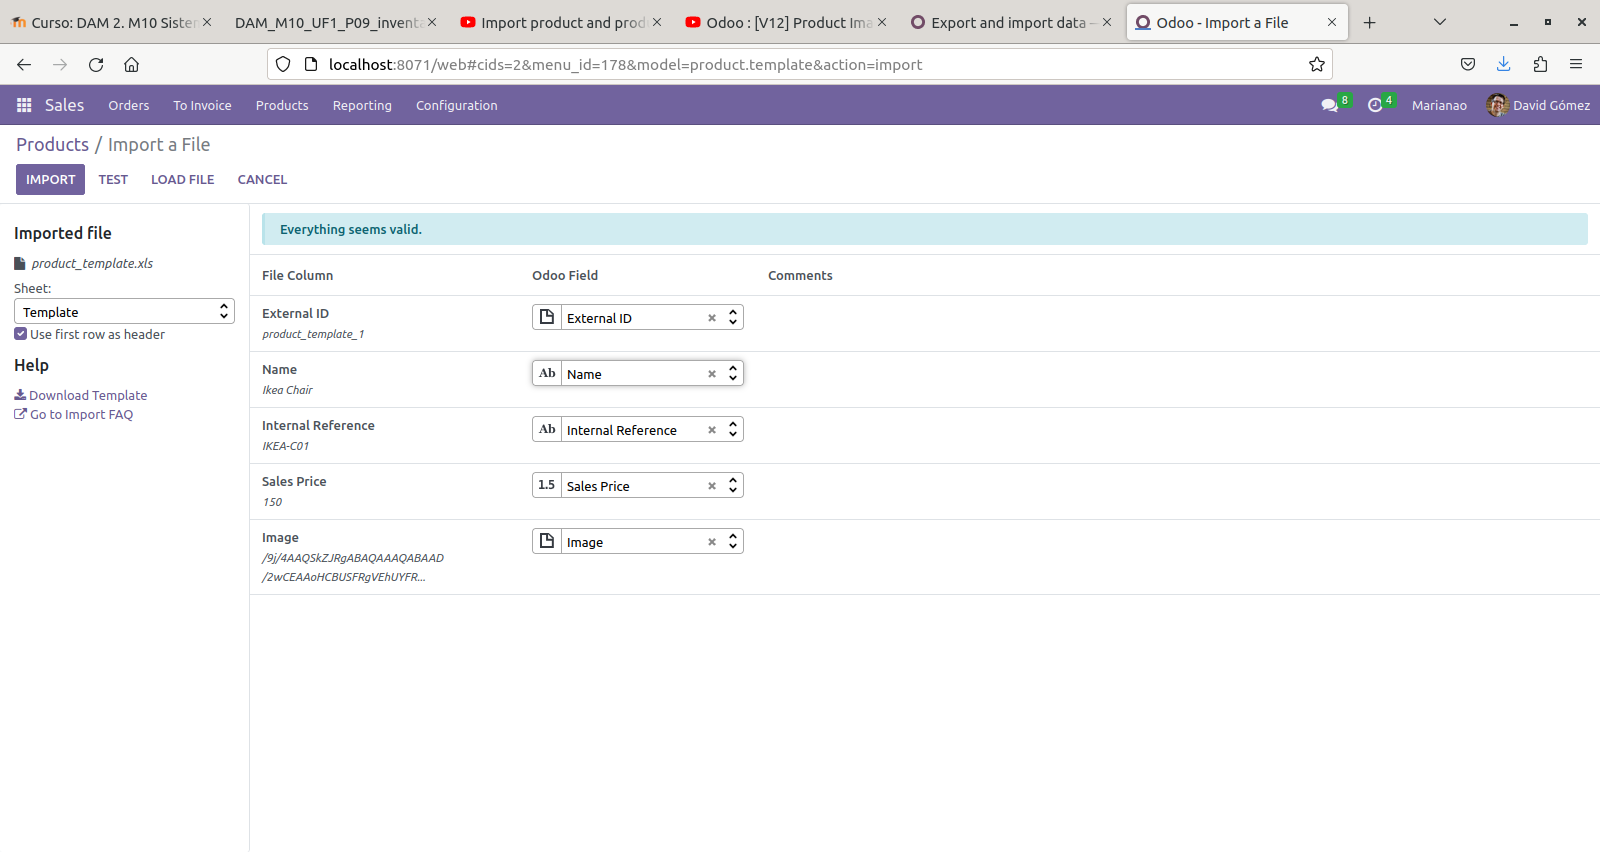 Curso: DAM 2. M10 Sister
DAM_M10_UF1_P09_inventa
Import product and prod
Odoo : [V12] Product Ima
Export and import data —
Odoo - Import a File
localhost:8071/web#cids=2&menu_id=178&model=product.template&action=import
Sales Orders To Invoice Products Reporting Configuration 8 4 Marianao David Gómez
Products / Import a File
IMPORT TEST LOAD FILE CANCEL
Imported file
product_template.xls
Sheet:
Template
Use first row as header
Help
Download Template
Go to Import FAQ
Everything seems valid.
File Column Odoo Field Comments
External ID
product_template_1
External ID
Name
Ikea Chair
Ab Name
Internal Reference
IKEA-C01
Ab Internal Reference
Sales Price
150
1.5 Sales Price
Image
/9j/4AAQSkZJRgABAQAAAQABAAD
/2wCEAAoHCBUSFRgVEhUYFR...
Image